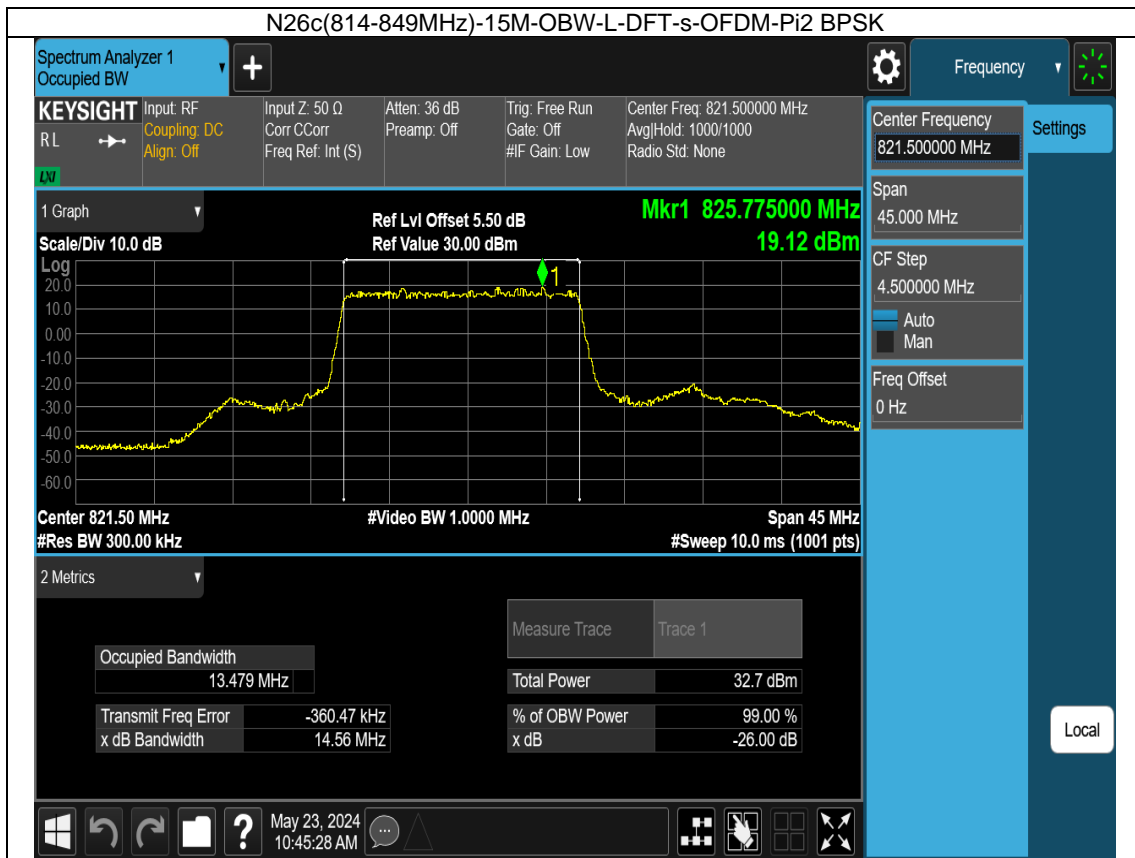 N26c(814-849MHz)-15M-OBW-L-DFT-s-OFDM-Pi2 BPSK
Spectrum Analyzer 1
Occupied BW
+
Frequency
KEYSIGHT
RL
LXI
Input: RF
Coupling: DC
Align: Off
Input Z: 50 Ω
Corr CCorr
Freq Ref: Int (S)
Atten: 36 dB
Preamp: Off
Trig: Free Run
Gate: Off
#IF Gain: Low
Center Freq: 821.500000 MHz
Avg|Hold: 1000/1000
Radio Std: None
Center Frequency
821.500000 MHz
Settings
Span
45.000 MHz
CF Step
4.500000 MHz
Auto
Man
Freq Offset
0 Hz
Local
1 Graph
Scale/Div 10.0 dB
Ref Lvl Offset 5.50 dB
Ref Value 30.00 dBm
Mkr1 825.775000 MHz
19.12 dBm
Log
20.0
10.0
0.00
-10.0
-20.0
-30.0
-40.0
-50.0
-60.0
1
Center 821.50 MHz
#Video BW 1.0000 MHz
Span 45 MHz
#Res BW 300.00 kHz
#Sweep 10.0 ms (1001 pts)
2 Metrics
Measure Trace Trace 1
Occupied Bandwidth
13.479 MHz
Total Power 32.7 dBm
Transmit Freq Error -360.47 kHz
% of OBW Power 99.00 %
x dB Bandwidth 14.56 MHz
x dB -26.00 dB
?
May 23, 2024
10:45:28 AM